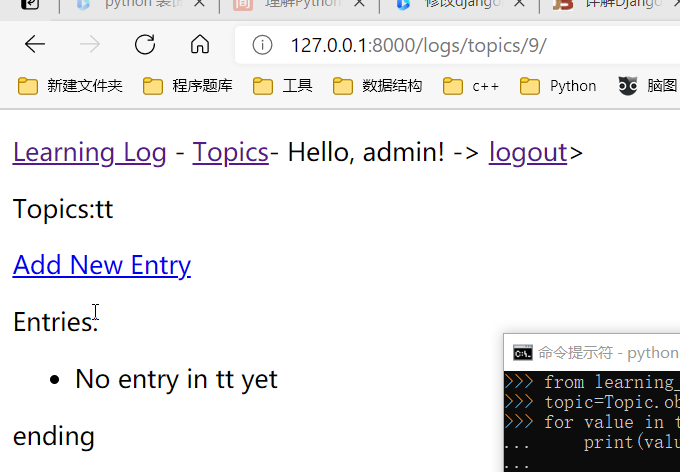 python 装饰
理解Python
修改django
详解Django
127.0.0.1:8000/logs/topics/9/
新建文件夹 程序题库 工具 数据结构 c++ Python 脑图
Learning Log - Topics- Hello, admin! -> logout>
Topics:tt
Add New Entry
Entries:
No entry in tt yet
ending
命令提示符 - python
>>> from learning_
>>> topic=Topic.ob
>>> for value in t
... print(valu
...